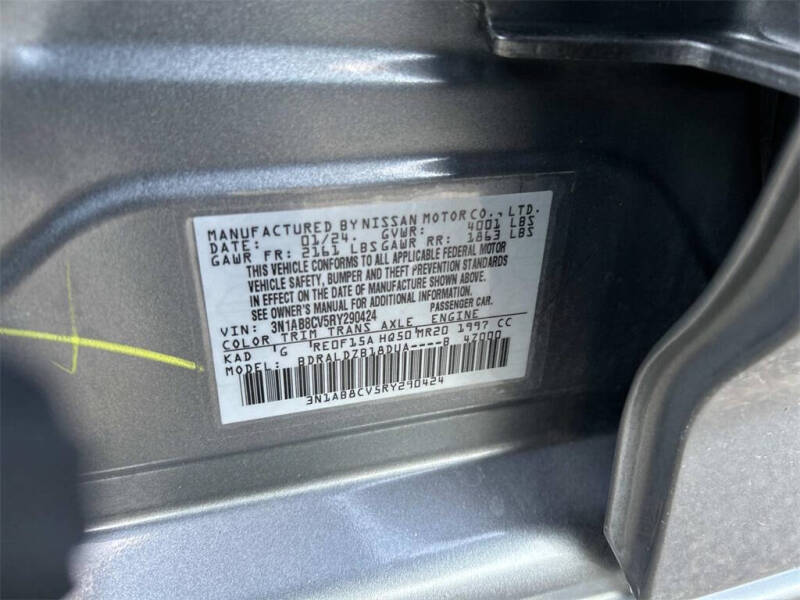 MANUFACTURED BY NISSAN MOTOR CO., LTD.
DATE: 01/24. GVWR: 4001 LBS
GAWR FR: 2161 LBS GAWR RR: 1863 LBS
THIS VEHICLE CONFORMS TO ALL APPLICABLE FEDERAL MOTOR
VEHICLE SAFETY, BUMPER AND THEFT PREVENTION STANDARDS
IN EFFECT ON THE DATE OF MANUFACTURE SHOWN ABOVE.
SEE OWNER'S MANUAL FOR ADDITIONAL INFORMATION.
PASSENGER CAR.
VIN: 3N1AB8CV5RY290424
COLOR TRIM TRANS AXLE ENGINE
KAD G RE0F15A HQ50 MR20 1997 CC
BDRALDZB18DUA----B 47000
3N1AB8CV5RY290424